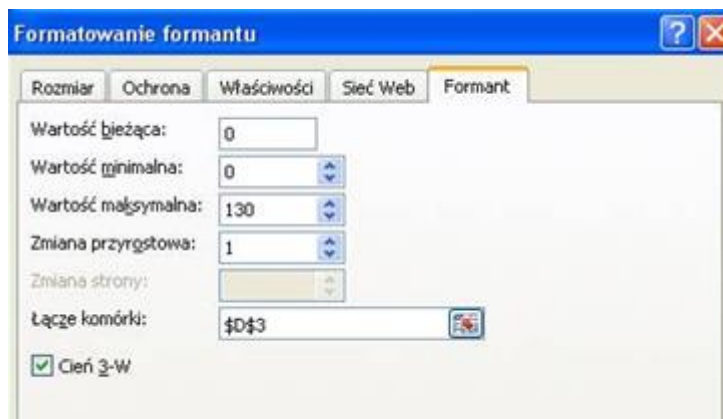 Formatowanie formantu
Rozmiar Ochrona Właściwości Sieć Web Formant
Wartość bieżąca: 0
Wartość minimalna: 0
Wartość maksymalna: 130
Zmiana przyrostowa: 1
Zmiana strony:
Łącze komórki: $D$3
Cień 3-W